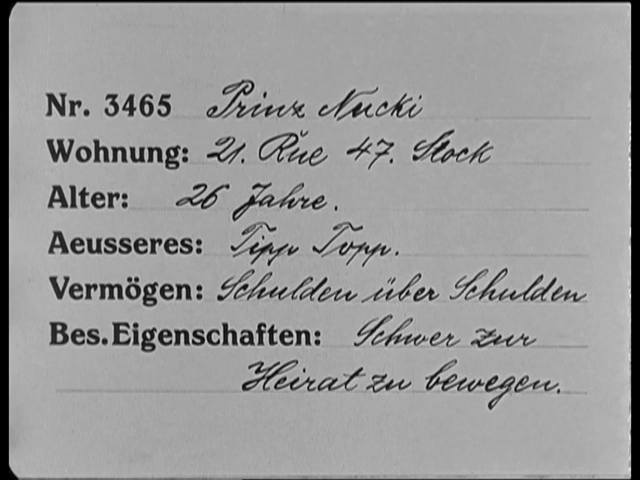 Nr. 3465 Prinz Nucki
Wohnung: 21. Rue 47. Stock
Alter: 26 Jahre.
Aeusseres: Tipp Topp.
Vermögen: Schulden über Schulden
Bes. Eigenschaften: Schwer zur
Heirat zu bewegen.